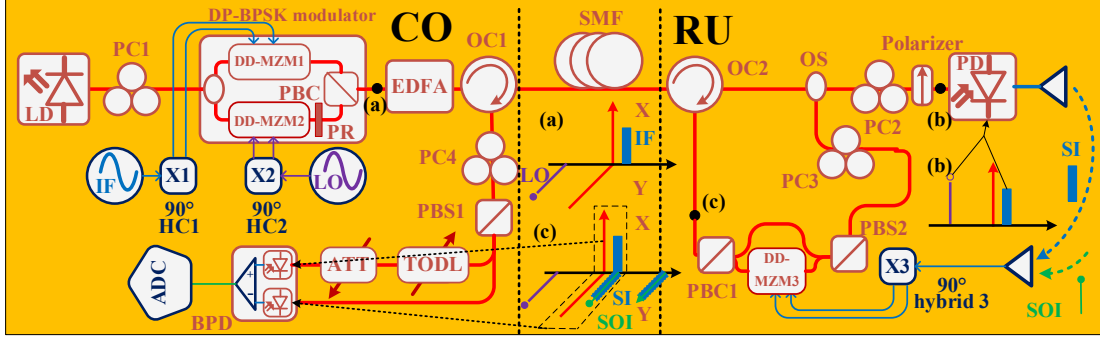 DP-BPSK modulator
CO
SMF
RU
PC1
OC1
OC2
OS
Polarizer
DD-MZM1
PD
LD
PBC
(a)
EDFA
DD-MZM2
PR
(a)
X
IF
PC2
(b)
SI
IF
X1
X2
LO
PC4
LO
Y
PC3
(b)
90°
HC1
90°
HC2
PBS1
(c)
X
(c)
PBS2
ADC
+
-
ATT
TODL
DD-
MZM3
X3
PBC1
SI
SOI
Y
90°
hybrid 3
SOI
BPD